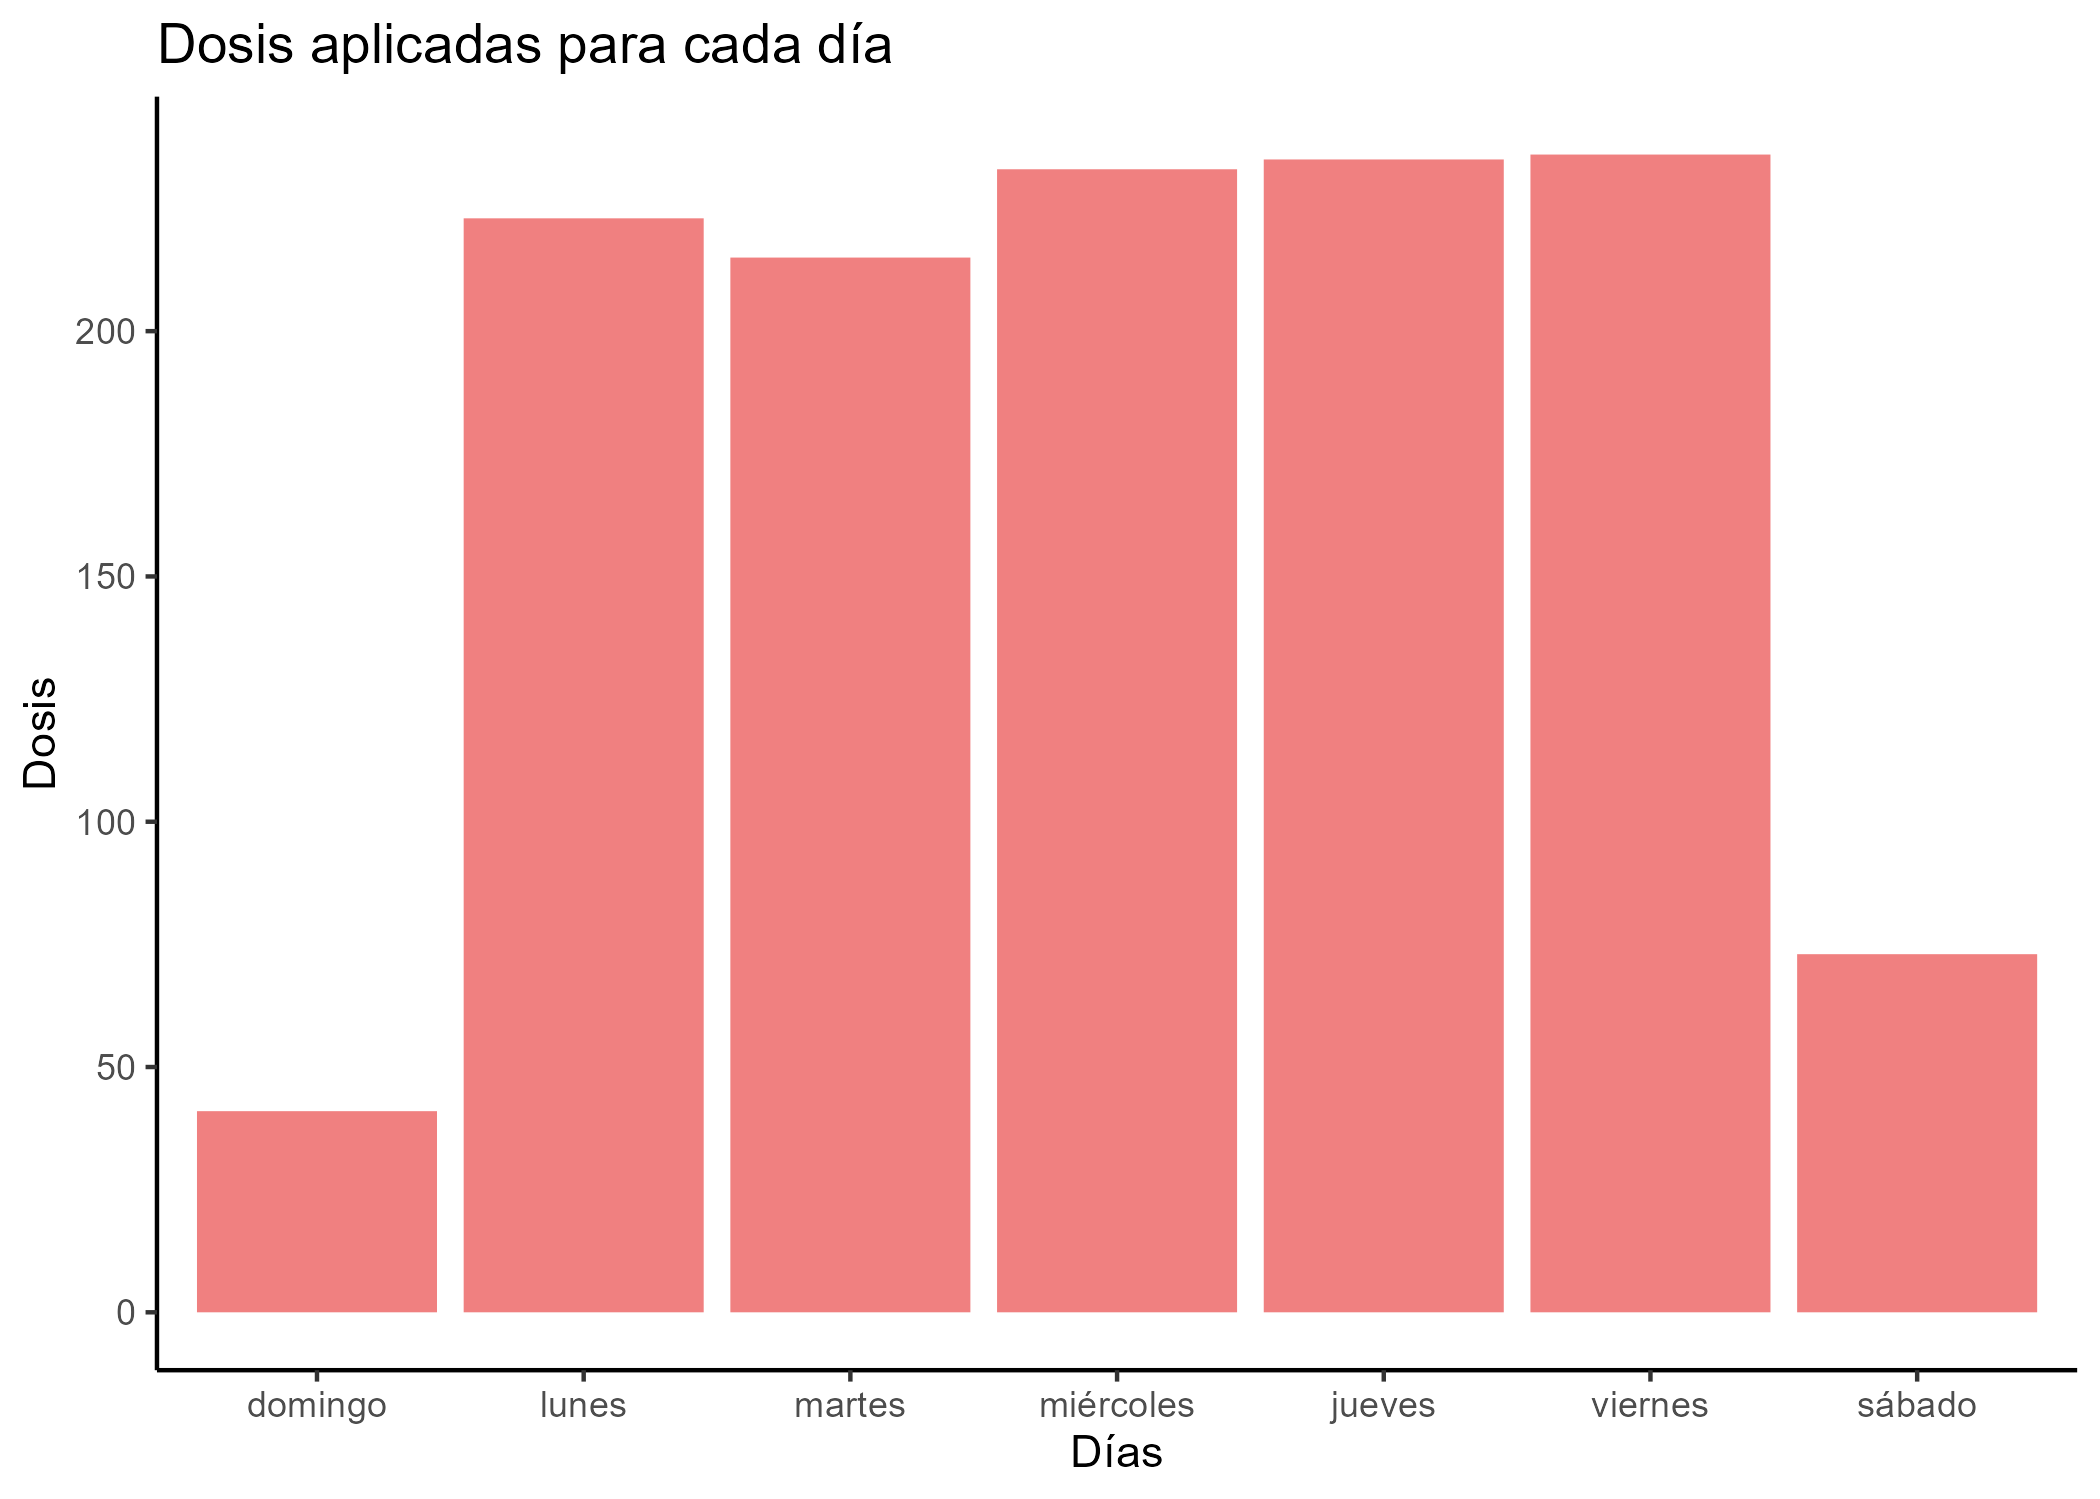 Dosis aplicadas para cada día
Dosis
200
150
100
50
0
domingo lunes martes miércoles jueves viernes sábado
Días